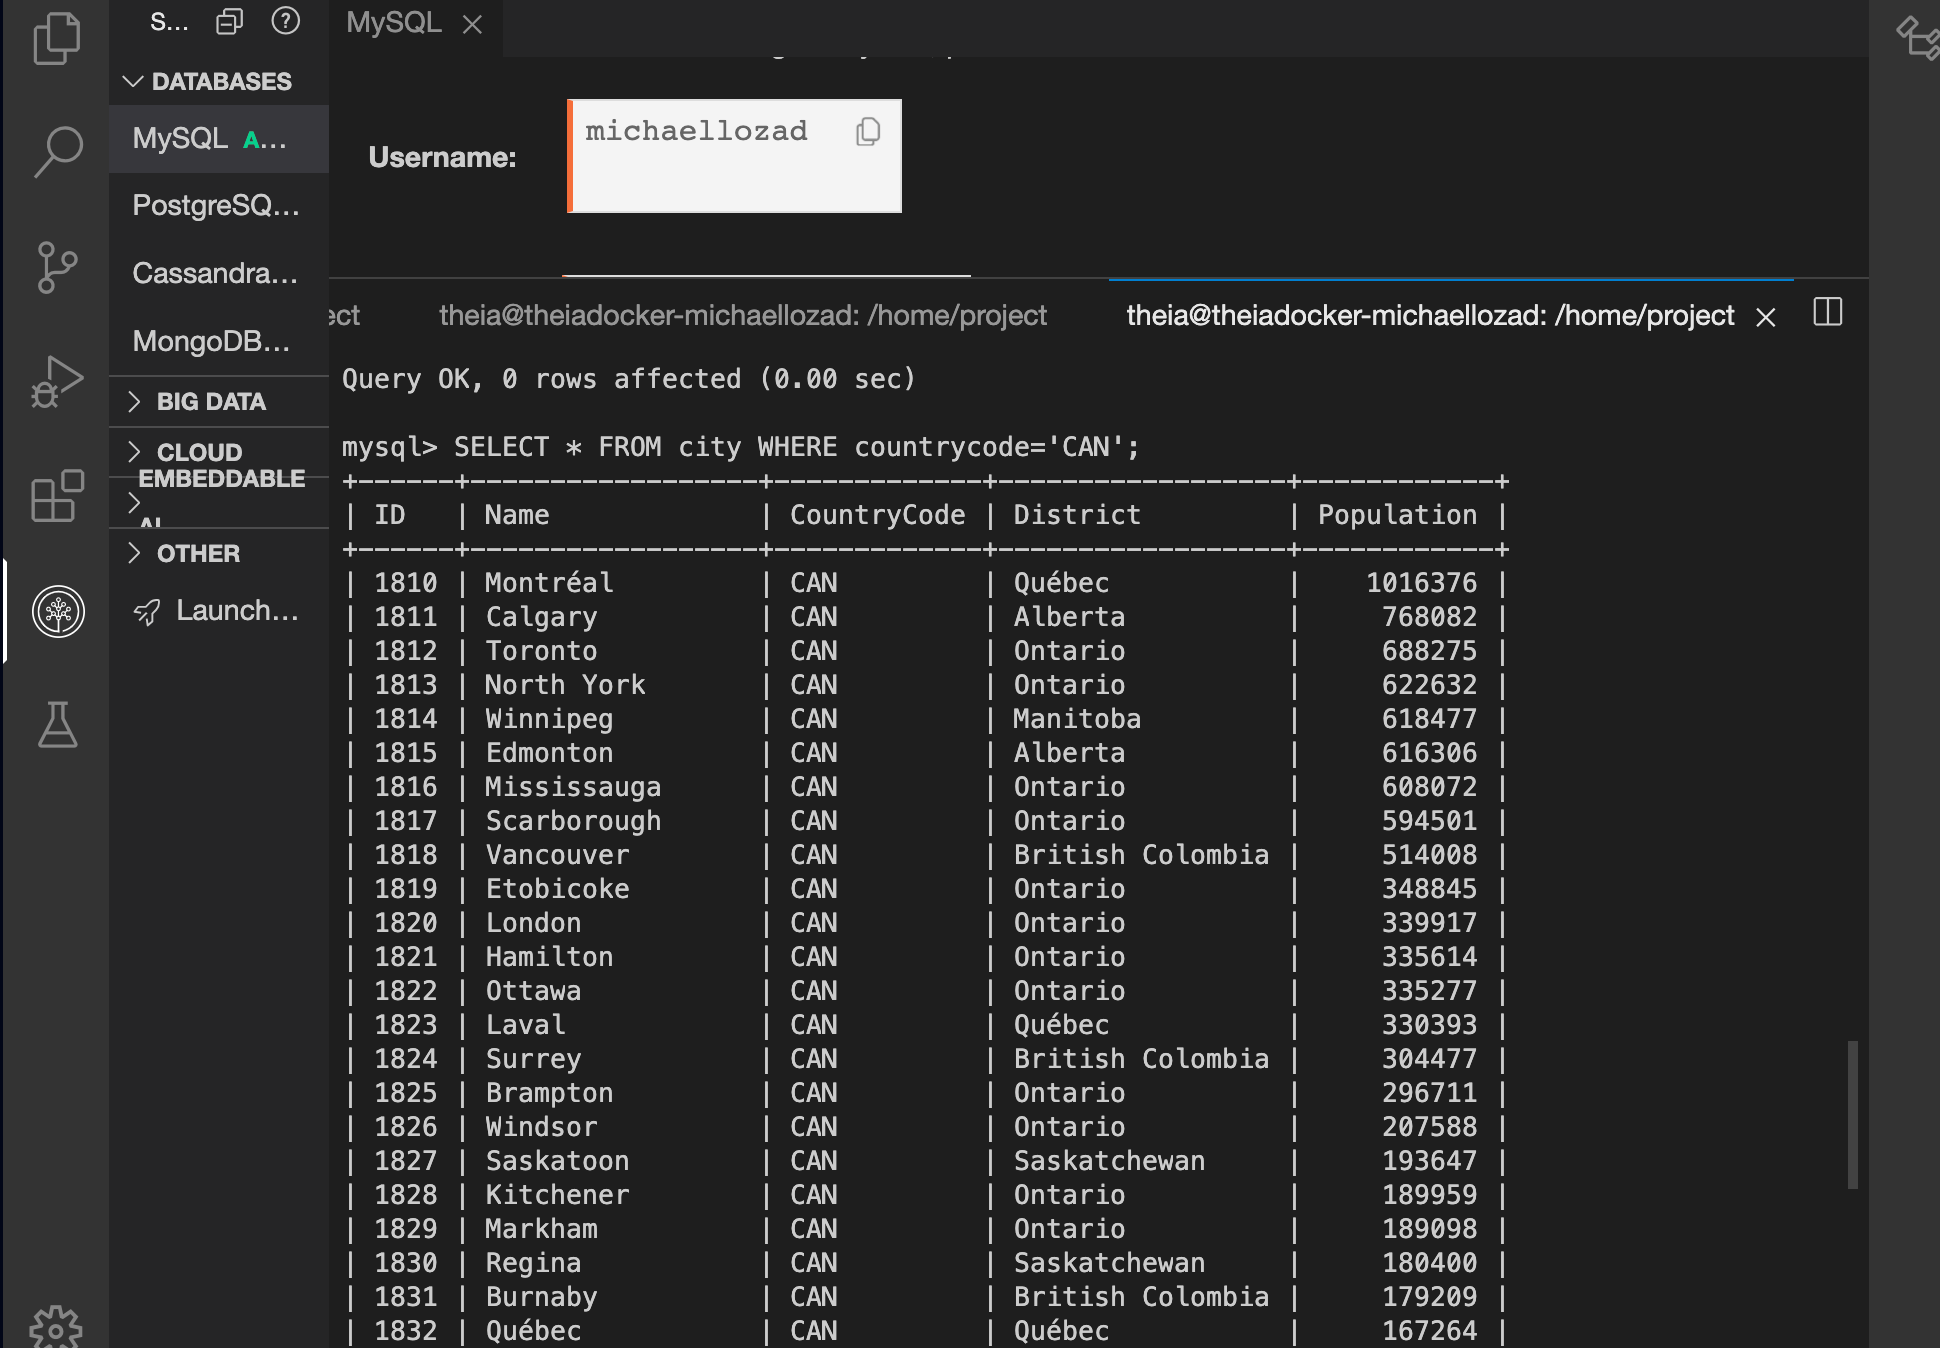 S...
DATABASES
MySQL A...
PostgreSQ...
Cassandra...
MongoDB...
BIG DATA
CLOUD
EMBEDDABLE
AI
OTHER
Launch...
MySQL
Username:
michaellozad
ect
theia@theiadocker-michaellozad: /home/project
theia@theiadocker-michaellozad: /home/project
Query OK, 0 rows affected (0.00 sec)
mysql> SELECT * FROM city WHERE countrycode='CAN';
+------+------------------+-------------+------------------+------------+
| ID   | Name             | CountryCode | District         | Population |
+------+------------------+-------------+------------------+------------+
| 1810 | Montréal         | CAN         | Québec           |    1016376 |
| 1811 | Calgary          | CAN         | Alberta          |     768082 |
| 1812 | Toronto          | CAN         | Ontario          |     688275 |
| 1813 | North York       | CAN         | Ontario          |     622632 |
| 1814 | Winnipeg         | CAN         | Manitoba         |     618477 |
| 1815 | Edmonton         | CAN         | Alberta          |     616306 |
| 1816 | Mississauga      | CAN         | Ontario          |     608072 |
| 1817 | Scarborough      | CAN         | Ontario          |     594501 |
| 1818 | Vancouver        | CAN         | British Colombia |     514008 |
| 1819 | Etobicoke        | CAN         | Ontario          |     348845 |
| 1820 | London           | CAN         | Ontario          |     339917 |
| 1821 | Hamilton         | CAN         | Ontario          |     335614 |
| 1822 | Ottawa           | CAN         | Ontario          |     335277 |
| 1823 | Laval            | CAN         | Québec           |     330393 |
| 1824 | Surrey           | CAN         | British Colombia |     304477 |
| 1825 | Brampton         | CAN         | Ontario          |     296711 |
| 1826 | Windsor          | CAN         | Ontario          |     207588 |
| 1827 | Saskatoon        | CAN         | Saskatchewan     |     193647 |
| 1828 | Kitchener        | CAN         | Ontario          |     189959 |
| 1829 | Markham          | CAN         | Ontario          |     189098 |
| 1830 | Regina           | CAN         | Saskatchewan     |     180400 |
| 1831 | Burnaby          | CAN         | British Colombia |     179209 |
| 1832 | Québec           | CAN         | Québec           |     167264 |